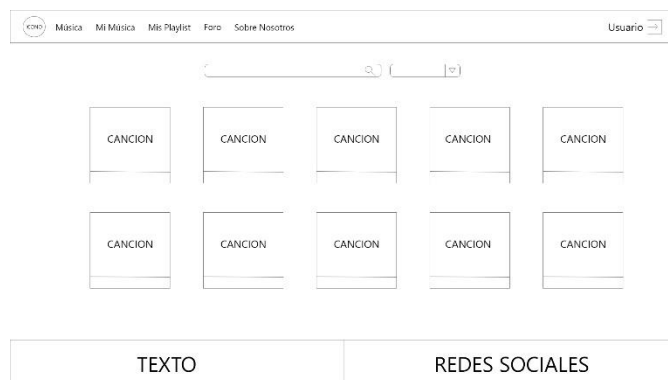 ICONO Música Mi Música Mis Playlist Foro Sobre Nosotros Usuario
CANCION CANCION CANCION CANCION CANCION
CANCION CANCION CANCION CANCION CANCION
TEXTO REDES SOCIALES